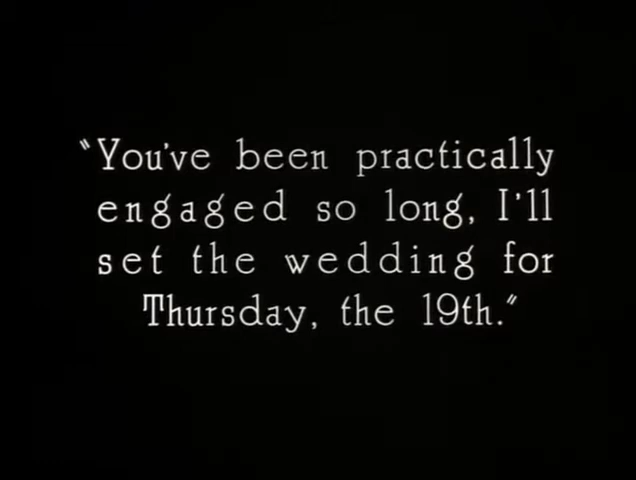 "You've been practically
engaged so long, I'll
set the wedding for
Thursday, the 19th."